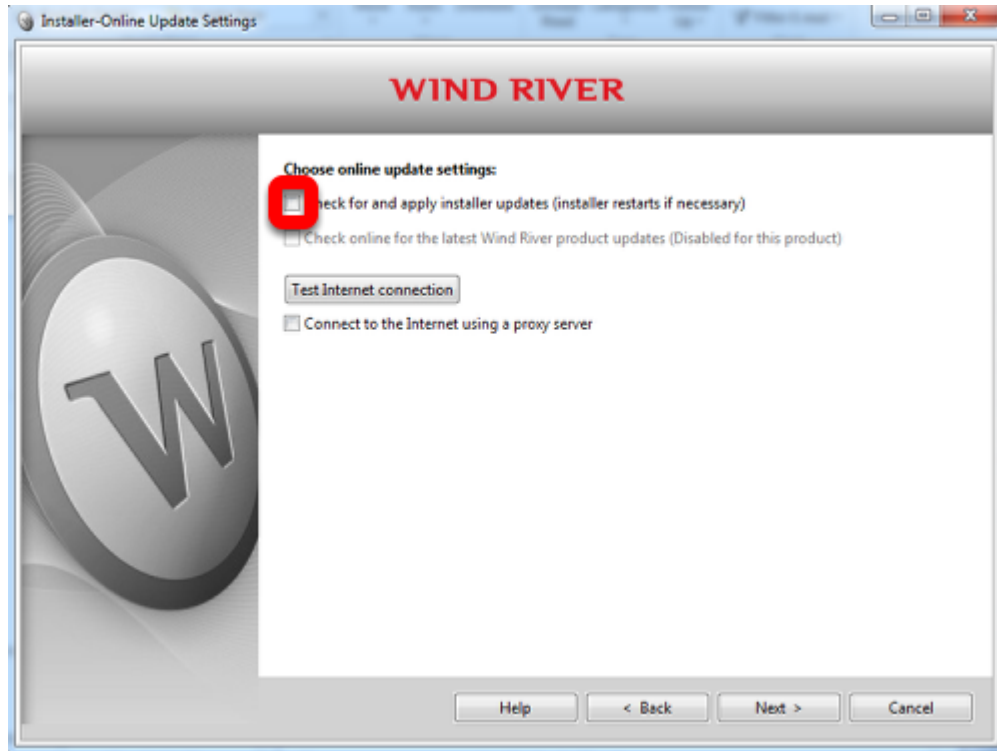 Installer-Online Update Settings
WIND RIVER
Choose online update settings:
heck for and apply installer updates (installer restarts if necessary)
Check online for the latest Wind River product updates (Disabled for this product)
Test Internet connection
Connect to the Internet using a proxy server
W
Help
< Back
Next >
Cancel